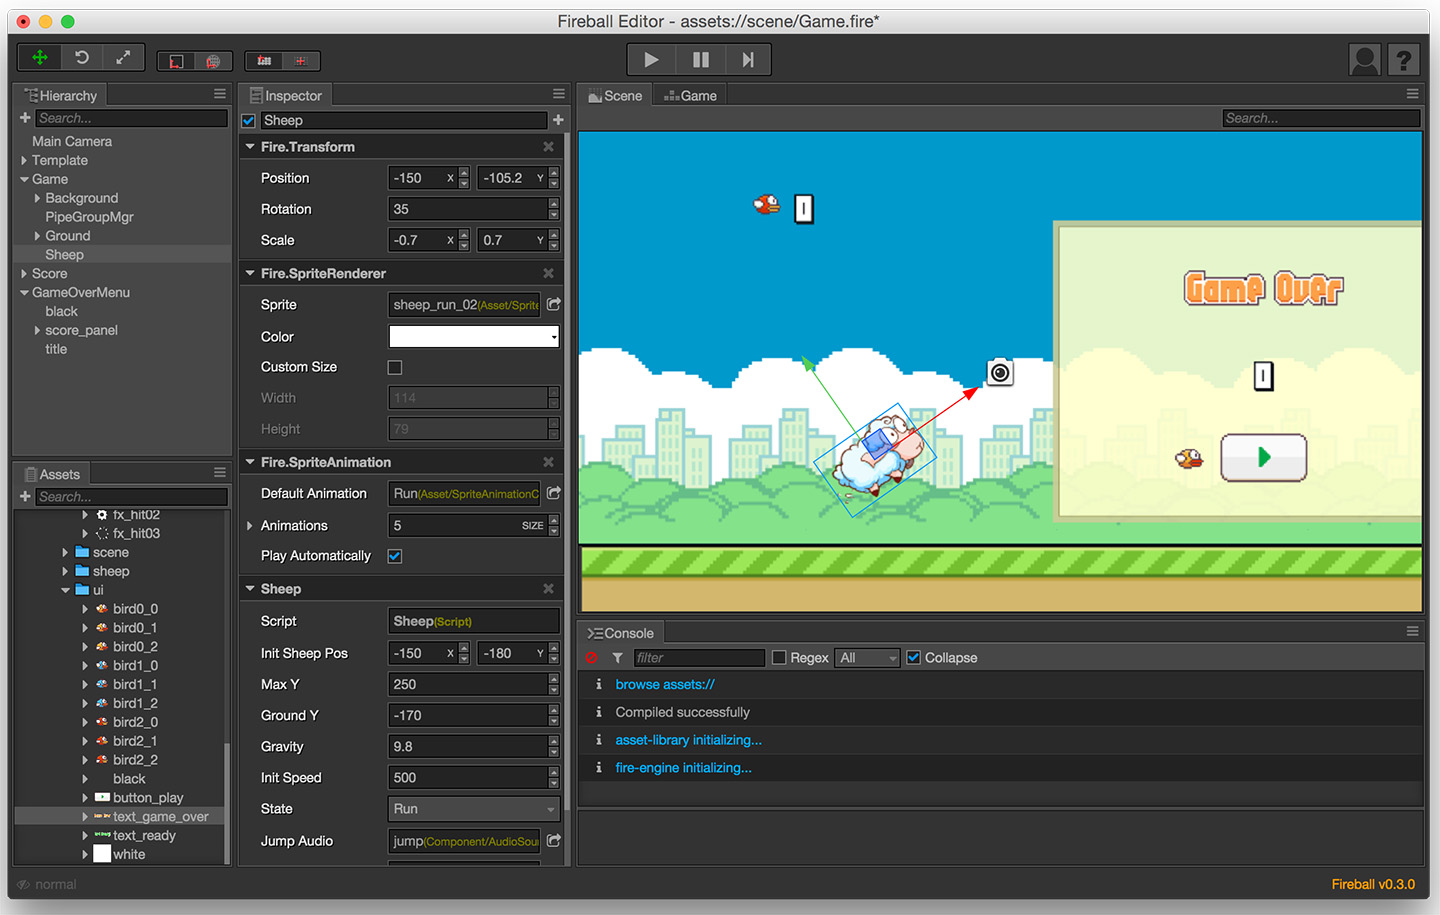 Fireball Editor - assets://scene/Game.fire*
?
Hierarchy
Search...
Main Camera
Template
Game
Background
PipeGroupMgr
Ground
Sheep
Score
GameOverMenu
black
score_panel
title
Assets
Search...
fx_hit02
fx_hit03
scene
sheep
ui
bird0_0
bird0_1
bird0_2
bird1_0
bird1_1
bird1_2
bird2_0
bird2_1
bird2_2
black
button_play
text_game_over
text_ready
white
Inspector
Sheep
Fire.Transform
Position -150 X -105.2 Y
Rotation 35
Scale -0.7 X 0.7 Y
Fire.SpriteRenderer
Sprite sheep_run_02(Asset/Sprite
Color
Custom Size
Width 114
Height 79
Fire.SpriteAnimation
Default Animation Run(Asset/SpriteAnimationC
Animations 5 SIZE
Play Automatically
Sheep
Script Sheep(Script)
Init Sheep Pos -150 X -180 Y
Max Y 250
Ground Y -170
Gravity 9.8
Init Speed 500
State Run
Jump Audio jump(Component/AudioSou
Scene Game
Search...
Game Over
Console
filter Regex All Collapse
browse assets://
Compiled successfully
asset-library initializing...
fire-engine initializing...
normal
Fireball v0.3.0